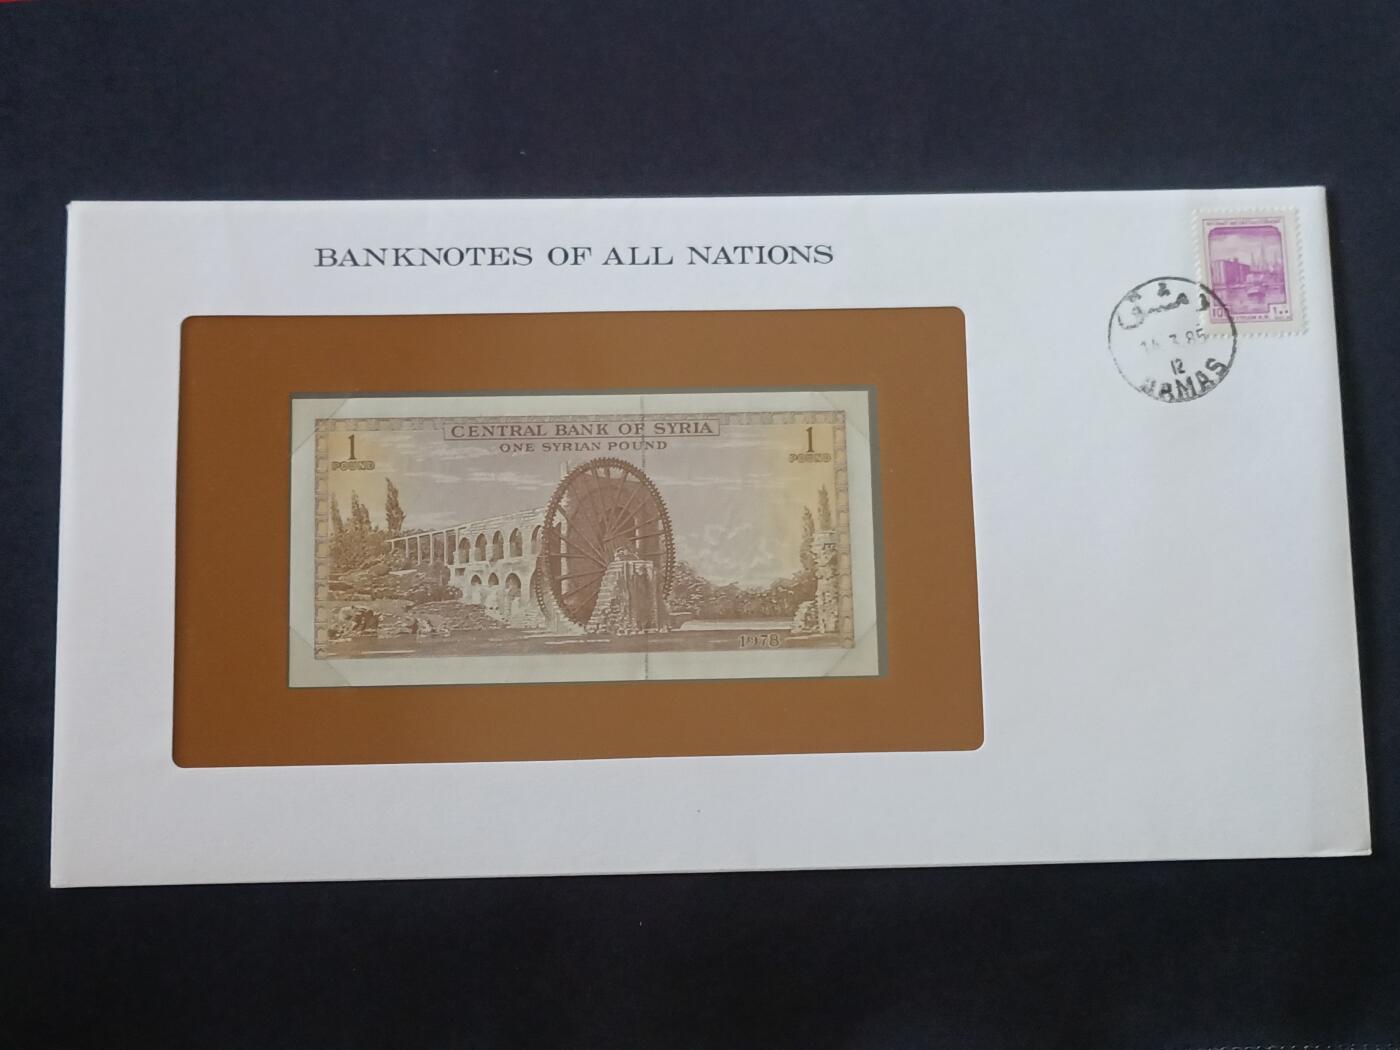 BANKNOTES OF ALL NATIONS
CENTRAL BANK OF SYRIA
ONE SYRIAN POUND
1
POUND
1
POUND
1978
١٠٠
دمشق
14.3.85
12